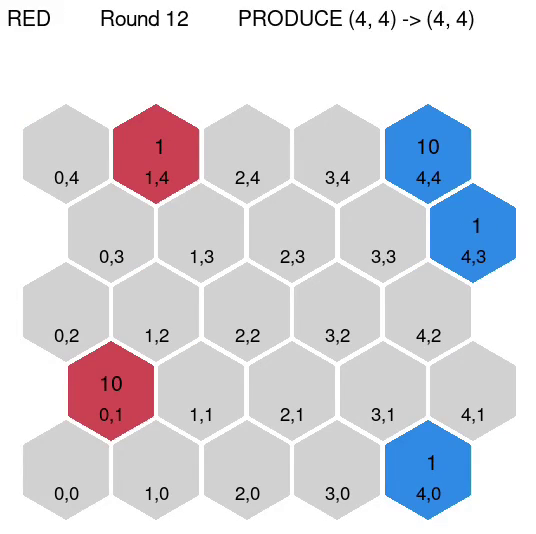 RED Round 12 PRODUCE (4, 4) -> (4, 4)
1 10
0,4 1,4 2,4 3,4 4,4
1
0,3 1,3 2,3 3,3 4,3
0,2 1,2 2,2 3,2 4,2
10
0,1 1,1 2,1 3,1 4,1
1
0,0 1,0 2,0 3,0 4,0